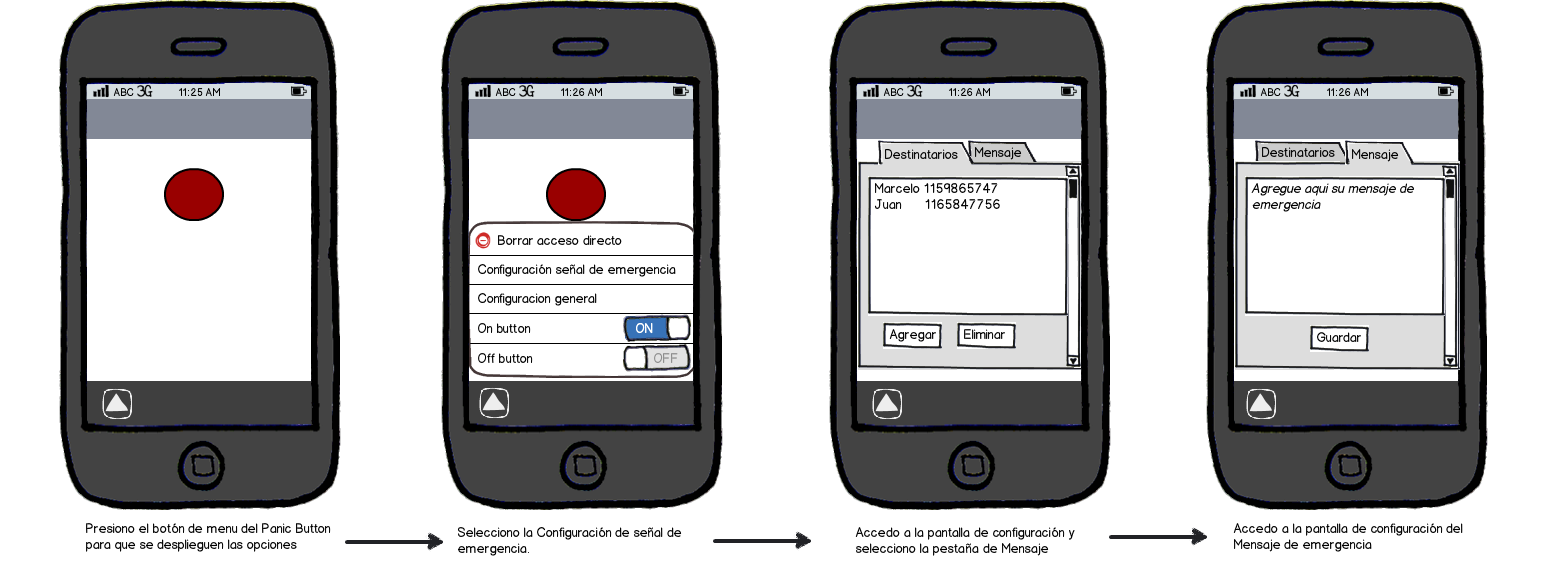 ABC 3G 11:25 AM
Presiono el botón de menu del Panic Button
para que se desplieguen las opciones
ABC 3G 11:26 AM
Borrar acceso directo
Configuración señal de emergencia
Configuracion general
On button ON
Off button OFF
Selecciono la Configuración de señal de
emergencia.
ABC 3G 11:26 AM
Destinatarios Mensaje
Marcelo 1159865747
Juan 1165847756
Agregar Eliminar
Accedo a la pantalla de configuración y
selecciono la pestaña de Mensaje
ABC 3G 11:26 AM
Destinatarios Mensaje
Agregue aqui su mensaje de
emergencia
Guardar
Accedo a la pantalla de configuración del
Mensaje de emergencia